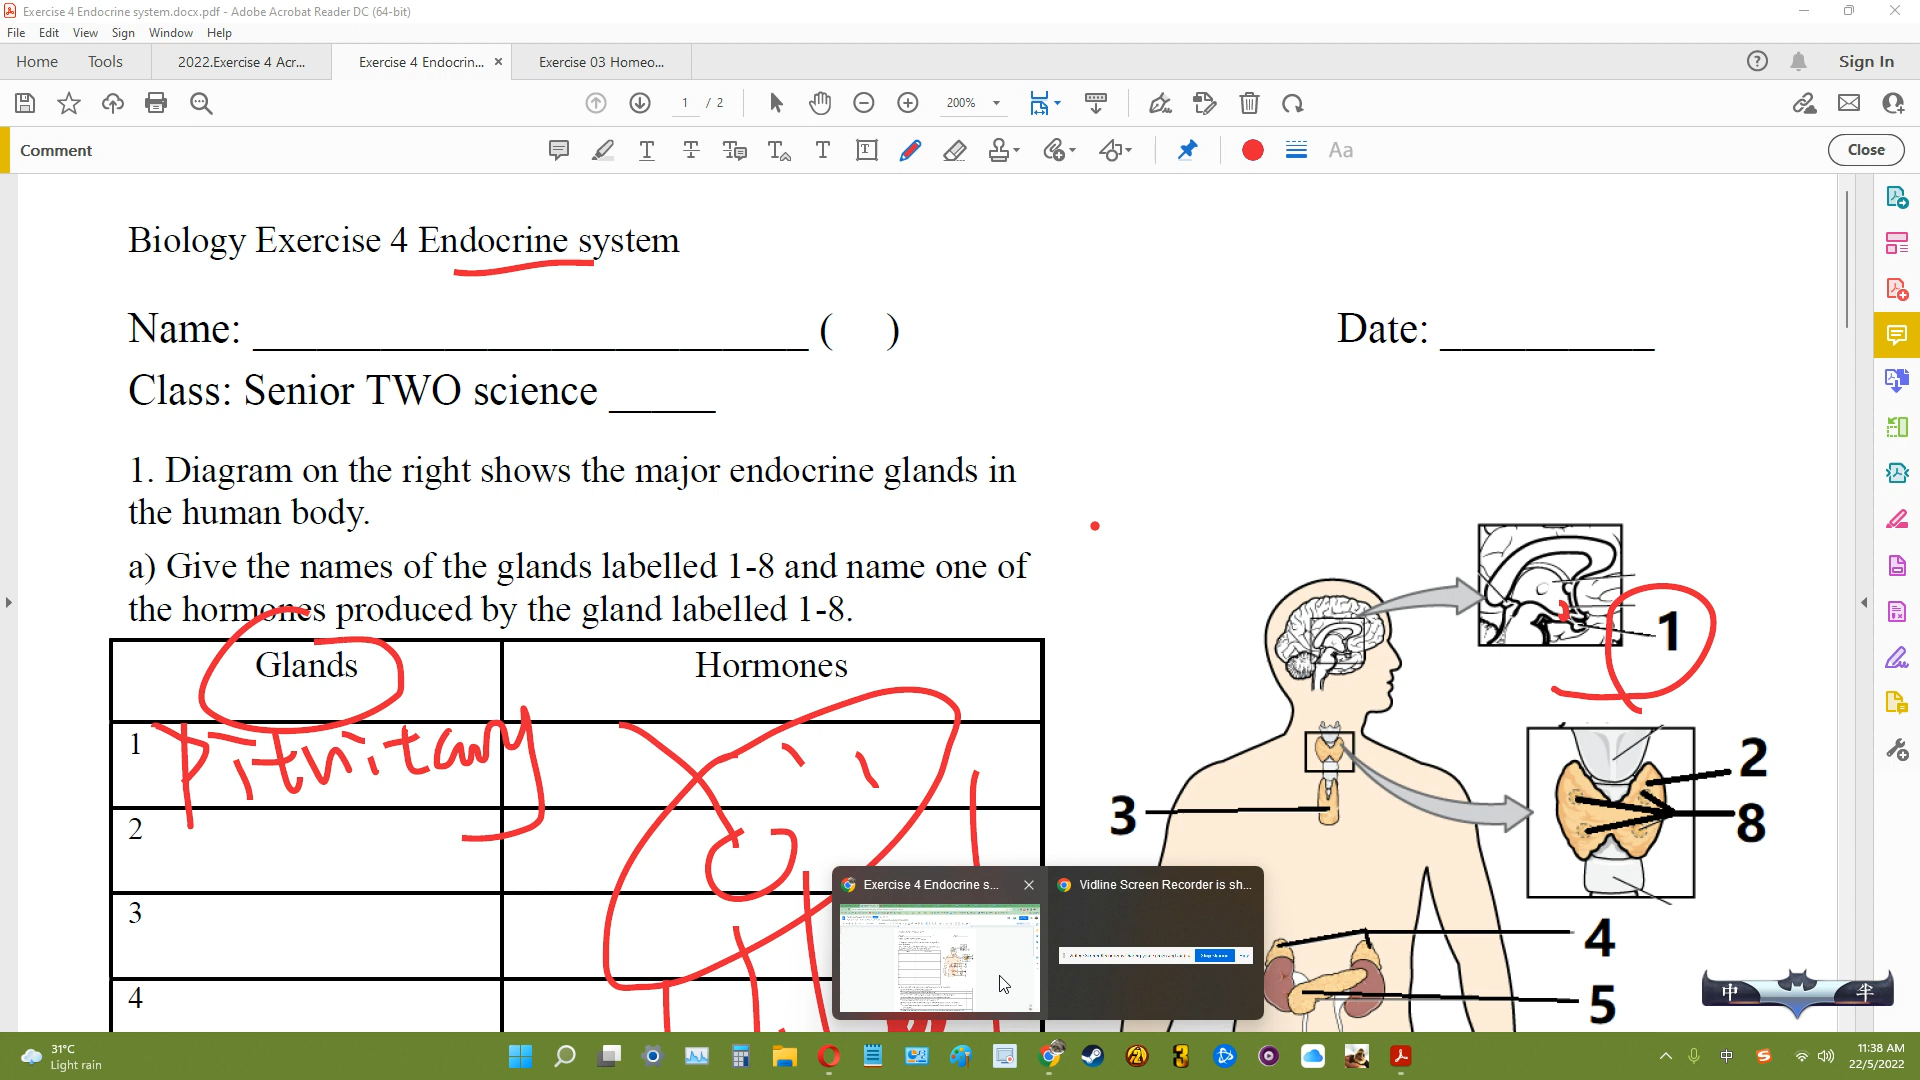 Exercise 4 Endocrine system.docx.pdf - Adobe Acrobat Reader DC (64-bit)
File Edit View Sign Window Help
Home Tools 2022.Exercise 4 Acr... Exercise 4 Endocrin... Exercise 03 Homeo... Sign In
1 / 2 200%
Comment Aa Close
Biology Exercise 4 Endocrine system
Name: ( ) Date:
Class: Senior TWO science
1. Diagram on the right shows the major endocrine glands in
the human body.
a) Give the names of the glands labelled 1-8 and name one of
the hormones produced by the gland labelled 1-8.
Glands Hormones
1 Pituitary
2
3
4
1
2
8
3
4
5
Exercise 4 Endocrine s... Vidline Screen Recorder is sh...
中
31°C
Light rain
中
11:38 AM
22/5/2022